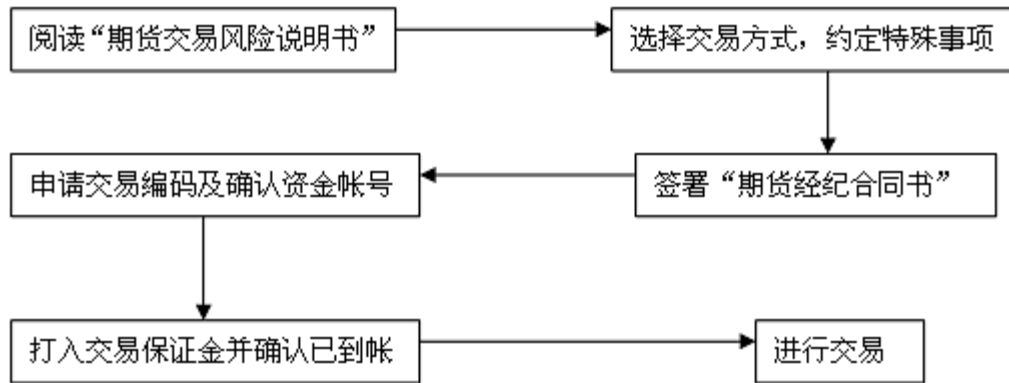 阅读“期货交易风险说明书”
选择交易方式，约定特殊事项
签署“期货经纪合同书”
申请交易编码及确认资金帐号
打入交易保证金并确认已到帐
进行交易